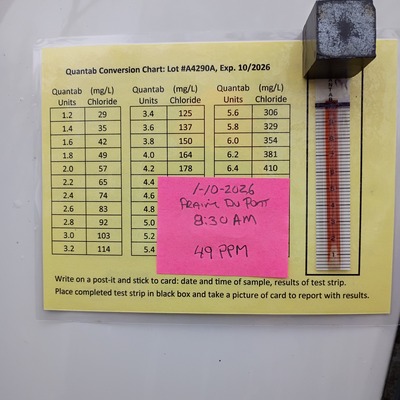 Quantab Conversion Chart: Lot #A4290A, Exp. 10/2026
Quantab (mg/L) Quantab (mg/L) Quantab (mg/L)
Units Chloride Units Chloride Units Chloride
1.2 29 3.4 125 5.6 306
1.4 35 3.6 137 5.8 329
1.6 42 3.8 150 6.0 354
1.8 49 4.0 164 6.2 381
2.0 57 4.2 178 6.4 410
2.2 65 4.4
2.4 74 4.6
2.6 83 4.8
2.8 92 5.0
3.0 103 5.2
3.2 114 5.4
1-10-2026
PRAIRIE DU PONT
8:30 AM
49 PPM
Write on a post-it and stick to card: date and time of sample, results of test strip.
Place completed test strip in black box and take a picture of card to report with results.